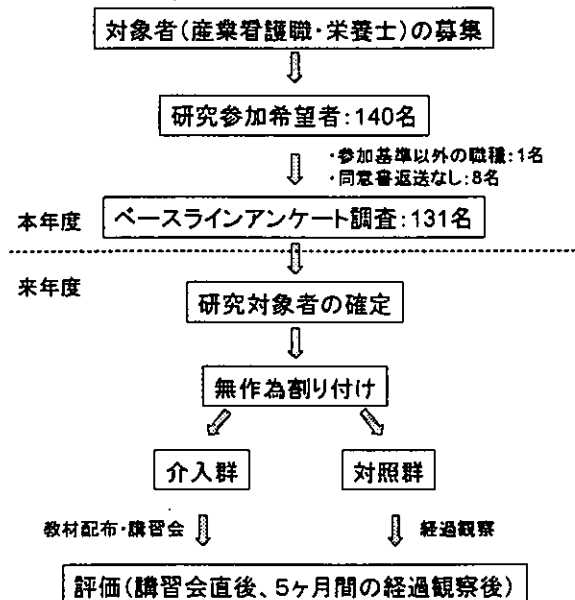 対象者(産業看護職・栄養士)の募集
研究参加希望者:140名
・参加基準以外の職種:1名
・同意書返送なし:8名
本年度
ベースラインアンケート調査:131名
来年度
研究対象者の確定
無作為割り付け
介入群
対照群
教材配布・講習会
経過観察
評価(講習会直後、5ヶ月間の経過観察後)